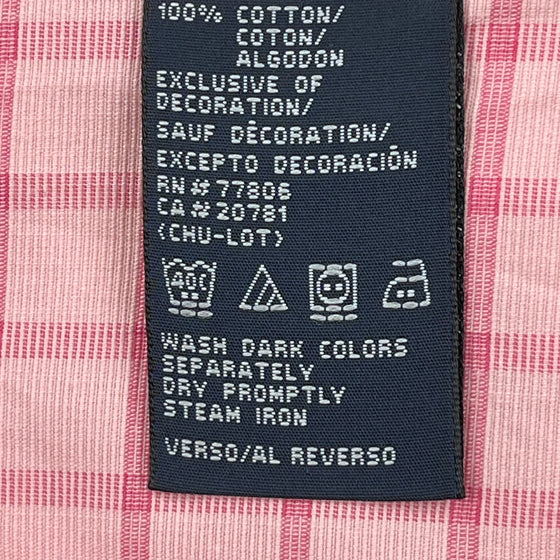 100% COTTON/
COTON/
ALGODON
EXCLUSIVE OF
DECORATION/
SAUF DÉCORATION/
EXCEPTO DECORACIÓN
RN # 77806
CA # 20781
(CHU-LOT)
40C
WASH DARK COLORS
SEPARATELY
DRY PROMPTLY
STEAM IRON
VERSO/AL REVERSO